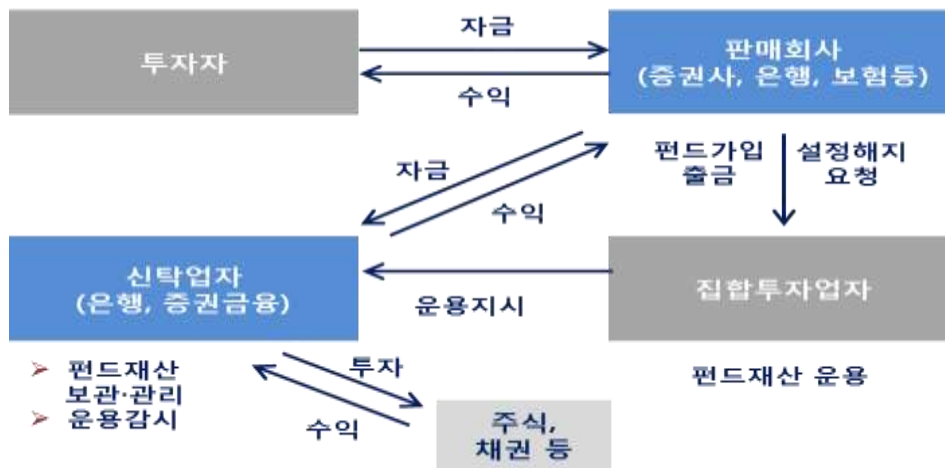 자금
투자자
판매회사
(증권사, 은행, 보험등)
수익
펀드가입
출금
설정해지
요청
자금
수익
신탁업자
(은행, 증권금융)
집합투자업자
운용지시
➤ 펀드재산
보관·관리
➤ 운용감시
투자
수익
펀드재산 운용
주식,
채권 등